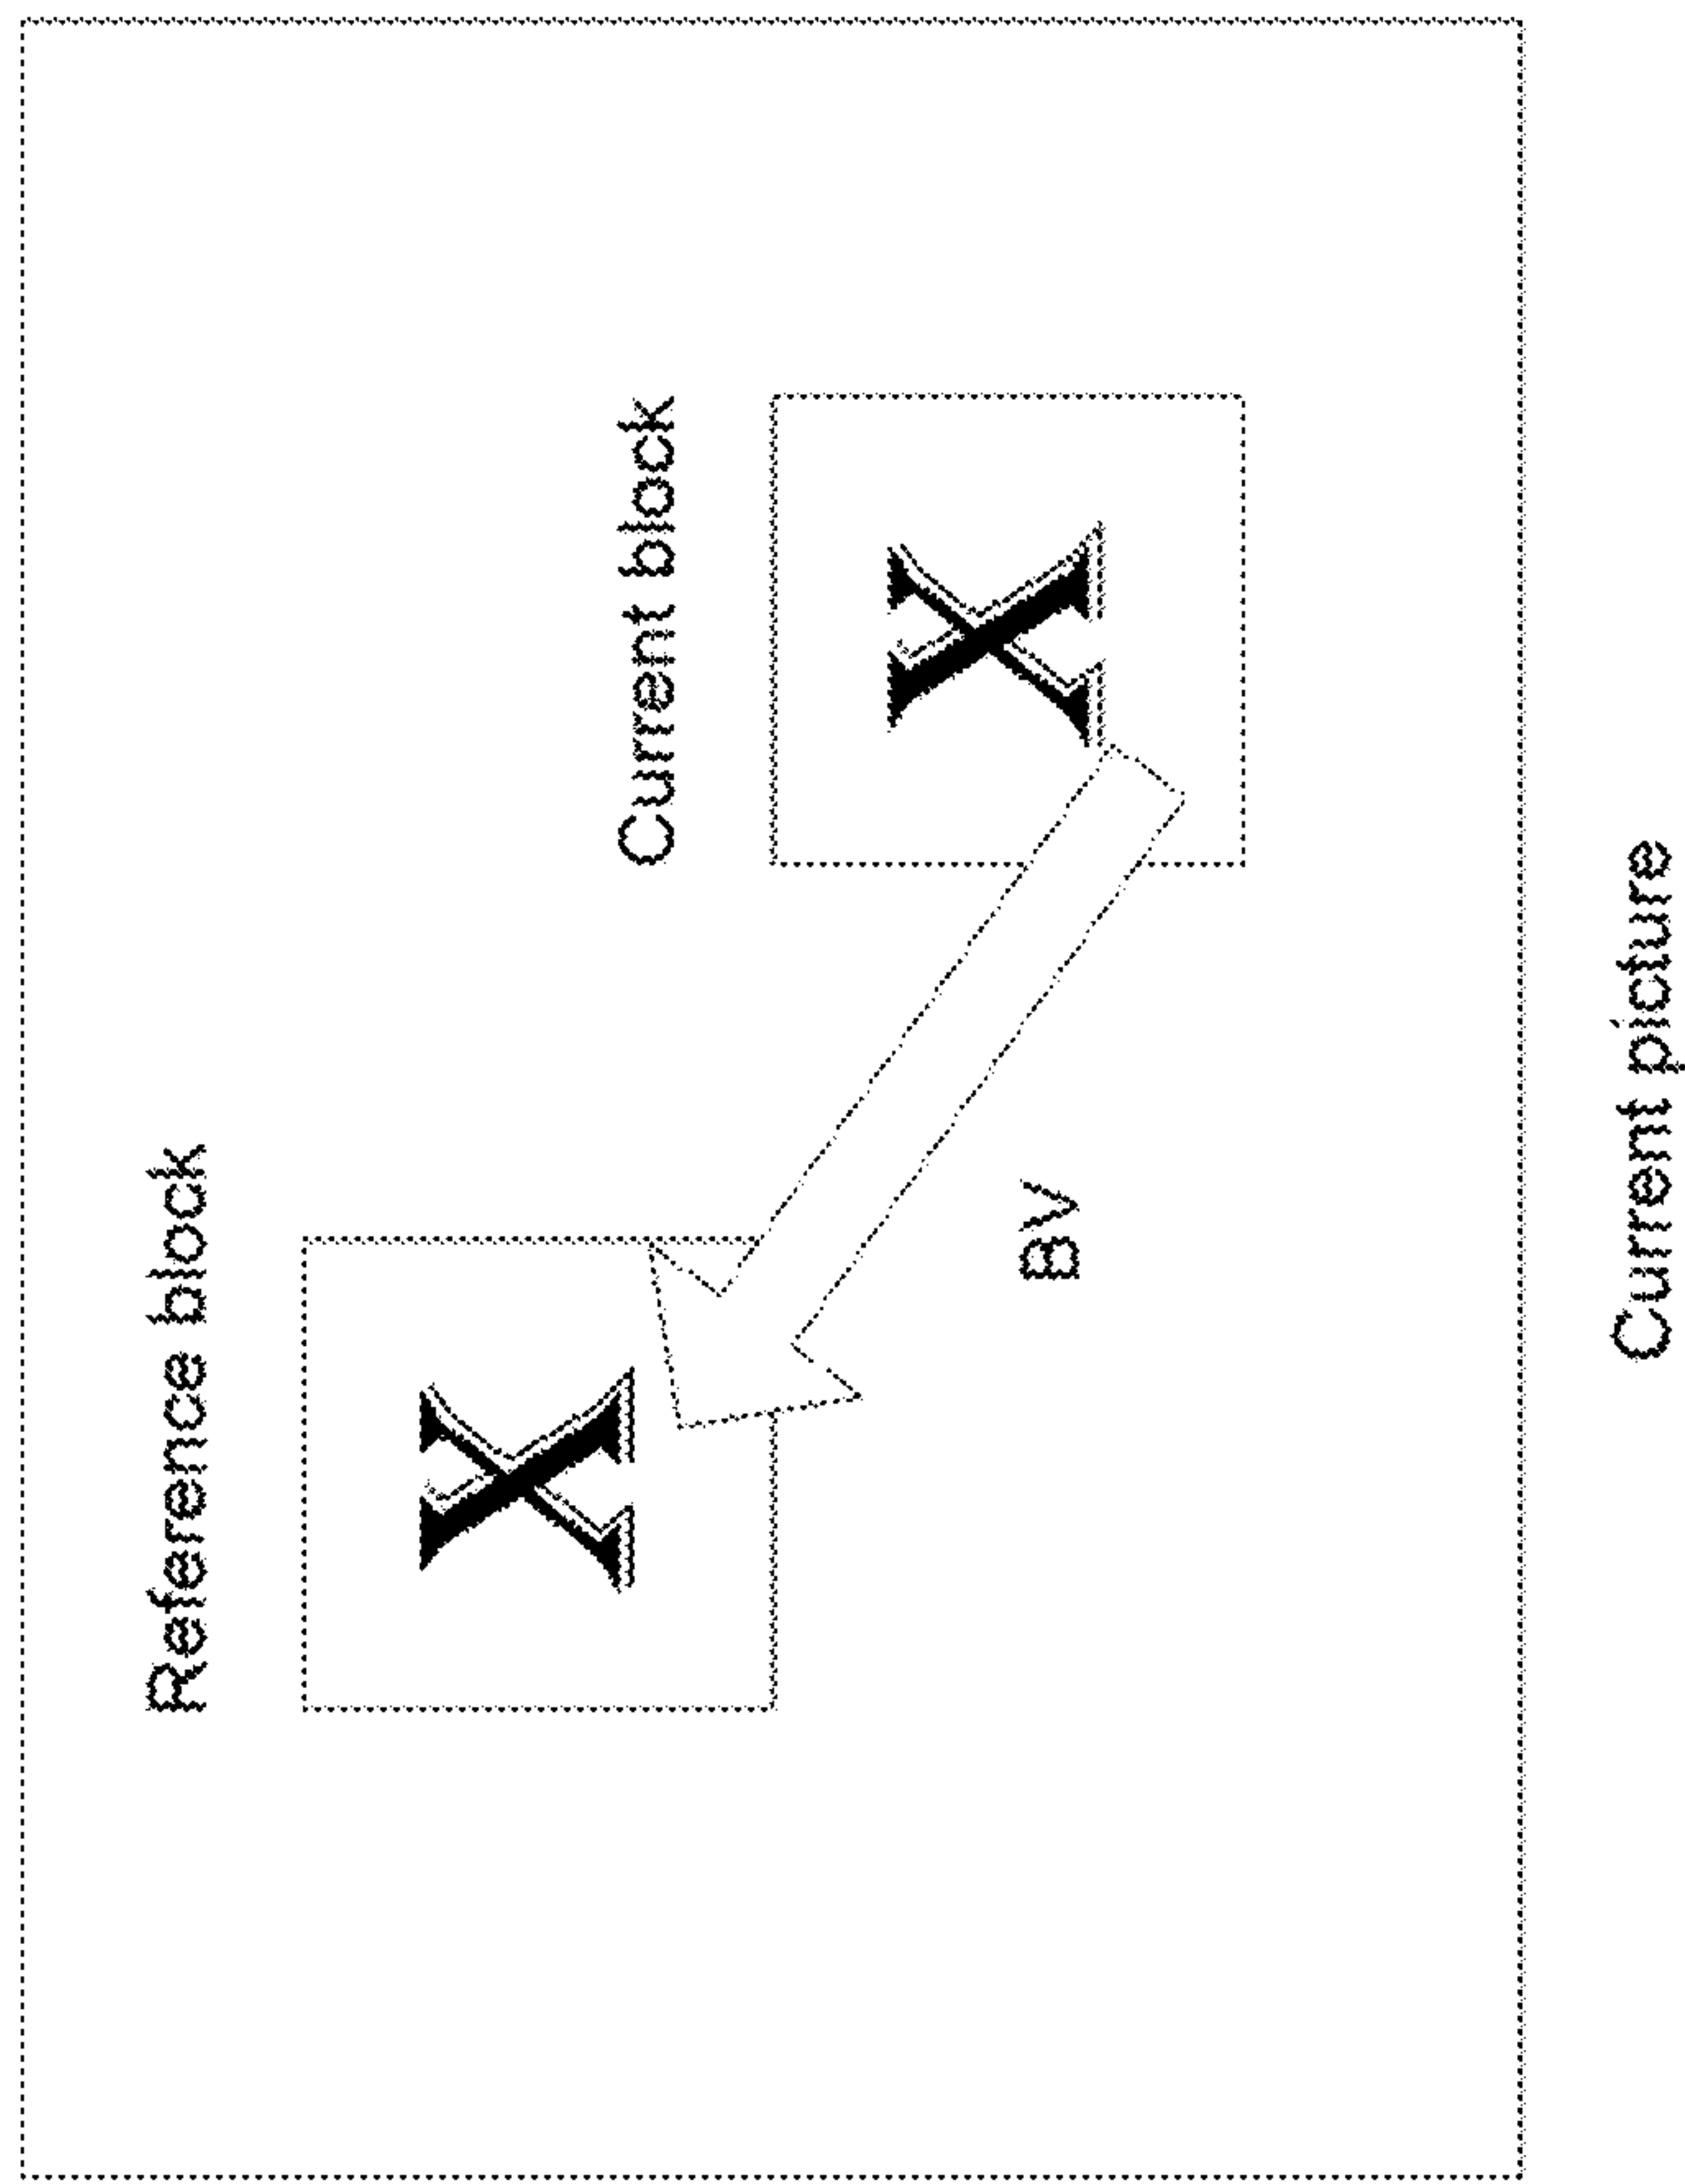 Reference block
X
Current block
X
BV
Current picture